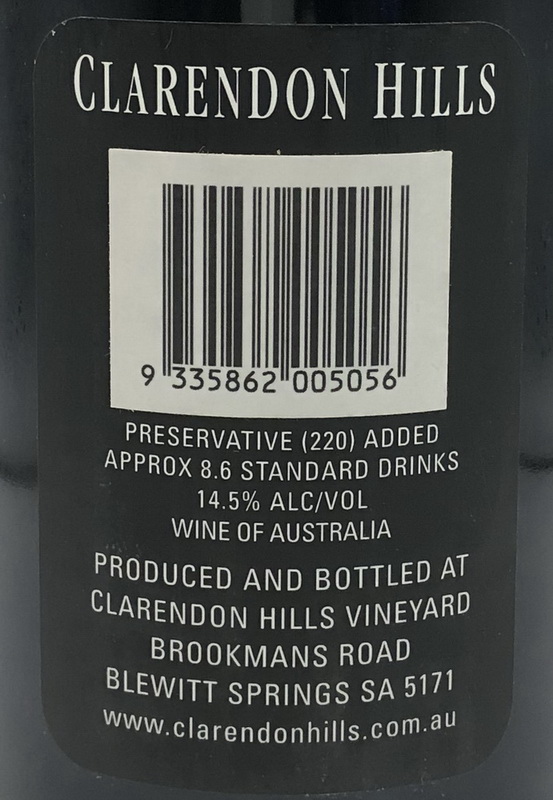 CLARENDON HILLS
9 335862 005056
PRESERVATIVE (220) ADDED
APPROX 8.6 STANDARD DRINKS
14.5% ALC/VOL
WINE OF AUSTRALIA
PRODUCED AND BOTTLED AT
CLARENDON HILLS VINEYARD
BROOKMANS ROAD
BLEWITT SPRINGS SA 5171
www.clarendonhills.com.au